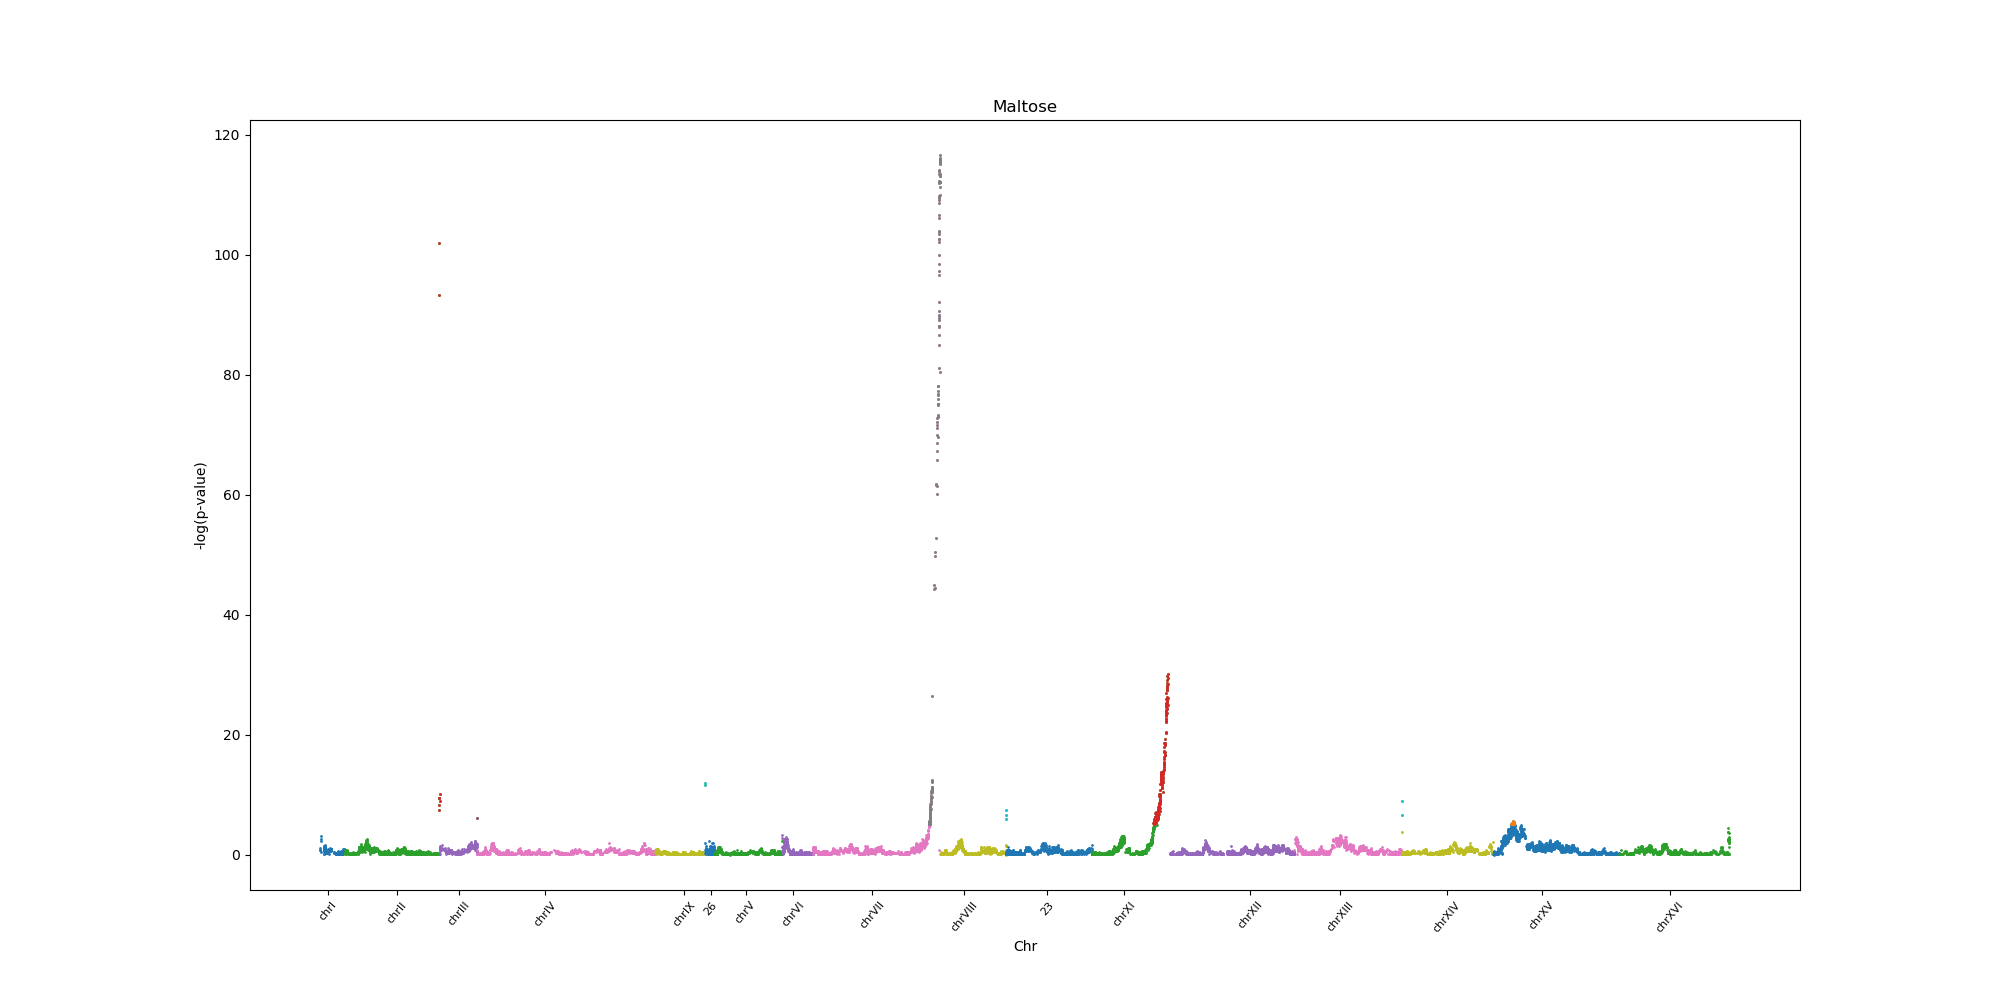 Maltose
120
100
80
60
40
20
0
-log(p-value)
chrI
chrII
chrIII
chrIV
chrIX
26
chrV
chrVI
chrVII
chrVIII
23
chrXI
chrXII
chrXIII
chrXIV
chrXV
chrXVI
Chr